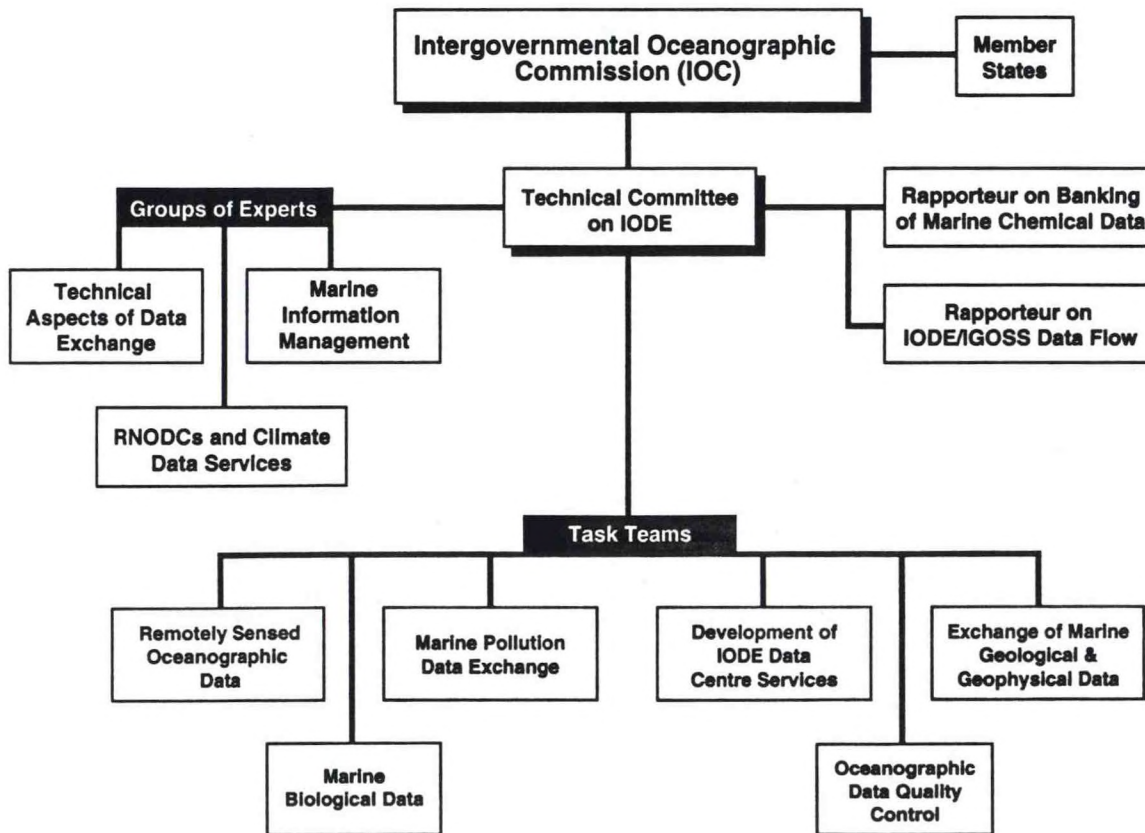 Intergovernmental Oceanographic
Commission (IOC)
Member
States
Technical Committee
on IODE
Groups of Experts
Rapporteur on Banking
of Marine Chemical Data
Technical
Aspects of Data
Exchange
Marine
Information
Management
Rapporteur on
IODE/IGOSS Data Flow
RNODCs and Climate
Data Services
Task Teams
Remotely Sensed
Oceanographic
Data
Marine Pollution
Data Exchange
Development of
IODE Data
Centre Services
Exchange of Marine
Geological &
Geophysical Data
Marine
Biological Data
Oceanographic
Data Quality
Control